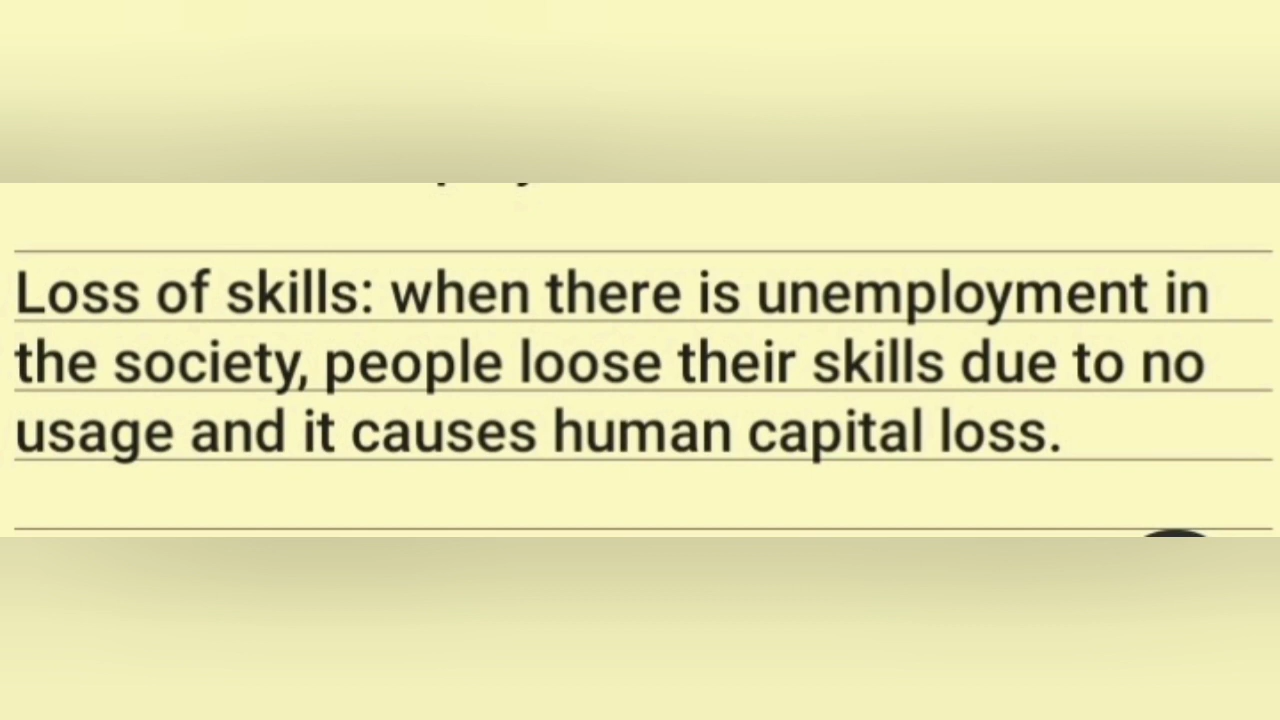 Loss of skills: when there is unemployment in
the society, people loose their skills due to no
usage and it causes human capital loss.